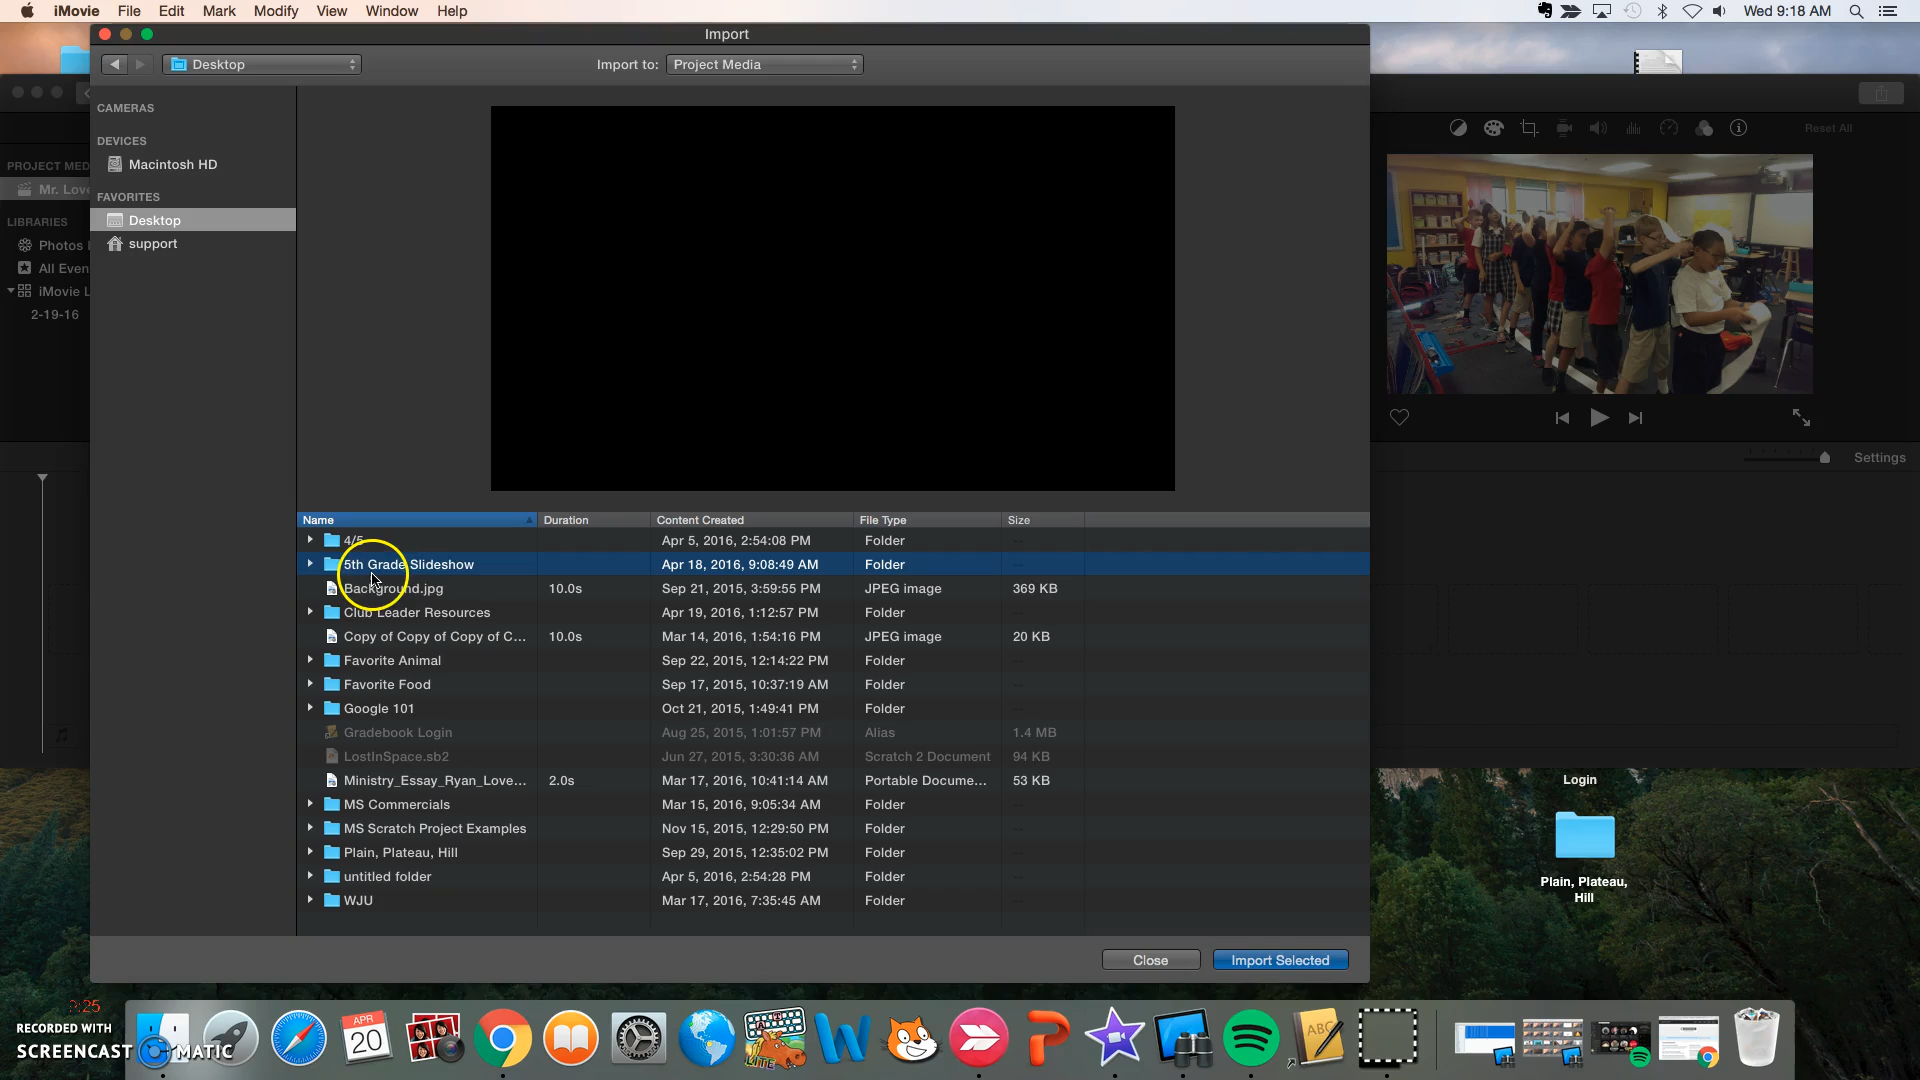 iMovie File Edit Mark Modify View Window Help Wed 9:18 AM
Import
Desktop Import to: Project Media
CAMERAS
DEVICES
Macintosh HD
FAVORITES
Desktop
support
PROJECT MED
Mr. Love
LIBRARIES
Photos
All Even
iMovie L
2-19-16
Reset All
Settings
Name Duration Content Created File Type Size
4/5 Apr 5, 2016, 2:54:08 PM Folder --
5th Grade Slideshow Apr 18, 2016, 9:08:49 AM Folder --
Background.jpg 10.0s Sep 21, 2015, 3:59:55 PM JPEG image 369 KB
Club Leader Resources Apr 19, 2016, 1:12:57 PM Folder --
Copy of Copy of Copy of C... 10.0s Mar 14, 2016, 1:54:16 PM JPEG image 20 KB
Favorite Animal Sep 22, 2015, 12:14:22 PM Folder --
Favorite Food Sep 17, 2015, 10:37:19 AM Folder --
Google 101 Oct 21, 2015, 1:49:41 PM Folder --
Gradebook Login Aug 25, 2015, 1:01:57 PM Alias 1.4 MB
LostInSpace.sb2 Jun 27, 2015, 3:30:36 AM Scratch 2 Document 94 KB
Ministry_Essay_Ryan_Love... 2.0s Mar 17, 2016, 10:41:14 AM Portable Docume... 53 KB
MS Commercials Mar 15, 2016, 9:05:34 AM Folder --
MS Scratch Project Examples Nov 15, 2015, 12:29:50 PM Folder --
Plain, Plateau, Hill Sep 29, 2015, 12:35:02 PM Folder --
untitled folder Apr 5, 2016, 2:54:28 PM Folder --
WJU Mar 17, 2016, 7:35:45 AM Folder --
Close Import Selected
Login
Plain, Plateau,
Hill
RECORDED WITH
SCREENCAST MATIC
APR
20
ABC
LITE